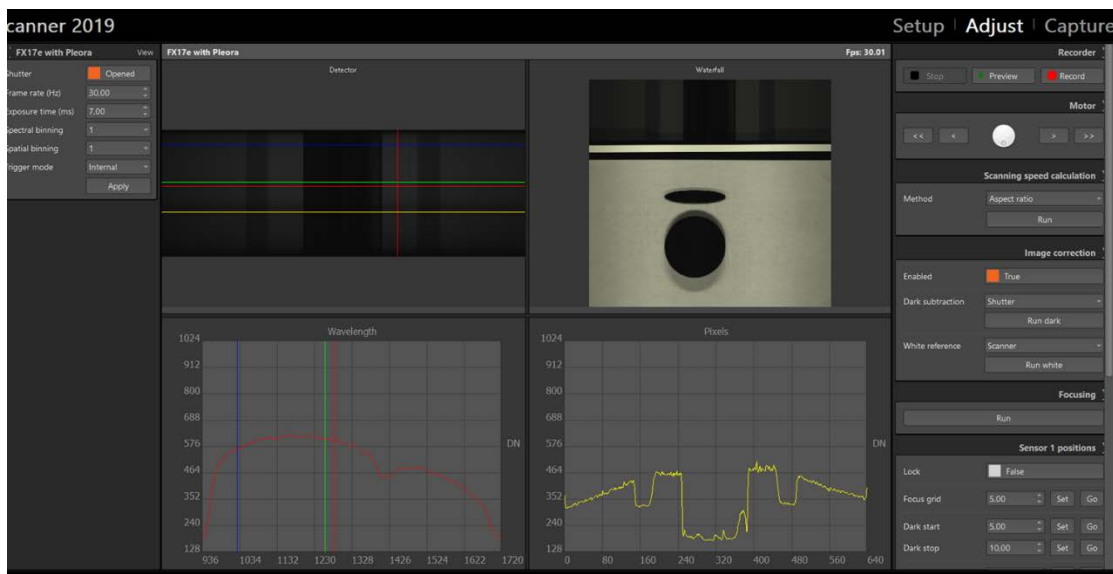 canner 2019
Setup | Adjust | Capture
FX17e with Pleora View
Shutter Opened
Frame rate (Hz) 30.00
Exposure time (ms) 7.00
Spectral binning 1
Spatial binning 1
Trigger mode Internal
Apply
FX17e with Pleora Fps: 30.01
Detector
Waterfall
Wavelength
1024
912
800
688
576
464
352
240
128
DN
936 1034 1132 1230 1328 1426 1524 1622 1720
Pixels
1024
912
800
688
576
464
352
240
128
DN
0 80 160 240 320 400 480 560 640
Recorder
Stop Preview Record
Motor
<< < > >>
Scanning speed calculation
Method Aspect ratio
Run
Image correction
Enabled True
Dark subtraction Shutter
Run dark
White reference Scanner
Run white
Focusing
Run
Sensor 1 positions
Lock False
Focus grid 5.00 Set Go
Dark start 5.00 Set Go
Dark stop 10.00 Set Go